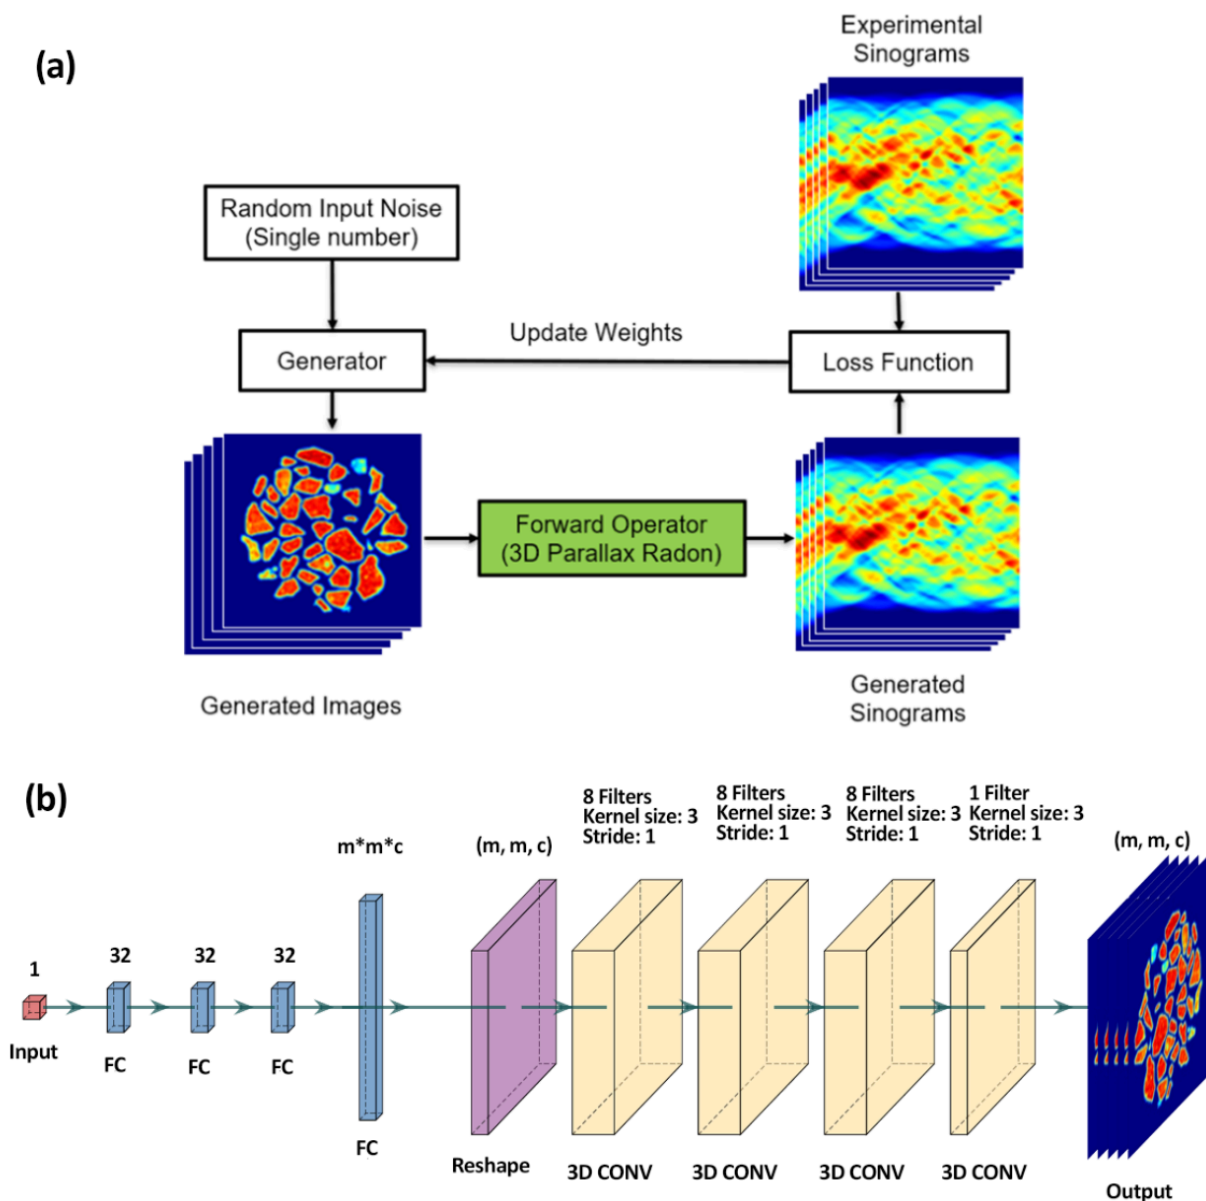 (a)
Experimental
Sinograms
Random Input Noise
(Single number)
Update Weights
Generator
Loss Function
Forward Operator
(3D Parallax Radon)
Generated Images
Generated
Sinograms
(b)
8 Filters
Kernel size: 3
Stride: 1
8 Filters
Kernel size: 3
Stride: 1
8 Filters
Kernel size: 3
Stride: 1
1 Filter
Kernel size: 3
Stride: 1
m*m*c
(m, m, c)
(m, m, c)
1
32
32
32
Input
FC
FC
FC
FC
Reshape
3D CONV
3D CONV
3D CONV
3D CONV
Output